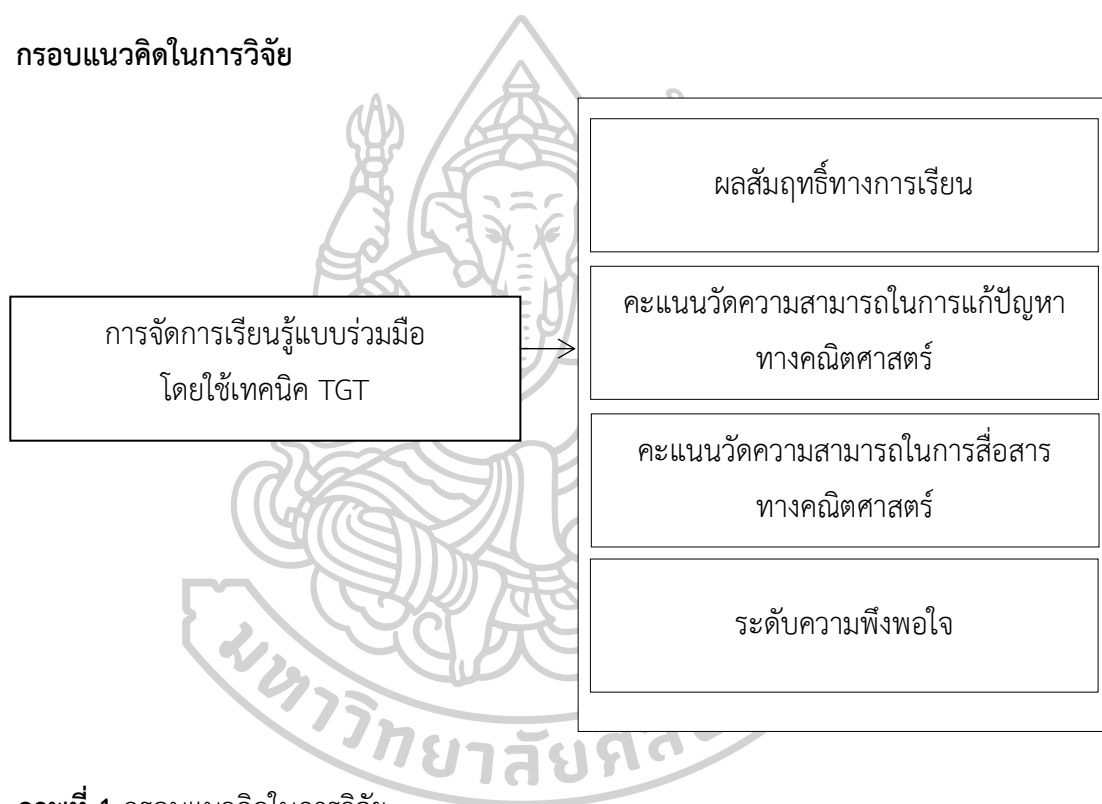 กรอบแนวคิดในการวิจัย
ผลสัมฤทธิ์ทางการเรียน
คะแนนวัดความสามารถในการแก้ปัญหา
ทางคณิตศาสตร์
การจัดการเรียนรู้แบบร่วมมือ
โดยใช้เทคนิค TGT
คะแนนวัดความสามารถในการสื่อสาร
ทางคณิตศาสตร์
ระดับความพึงพอใจ
มหาวิทยาลัย
1 กรอบแนวคิดในการวิจัย